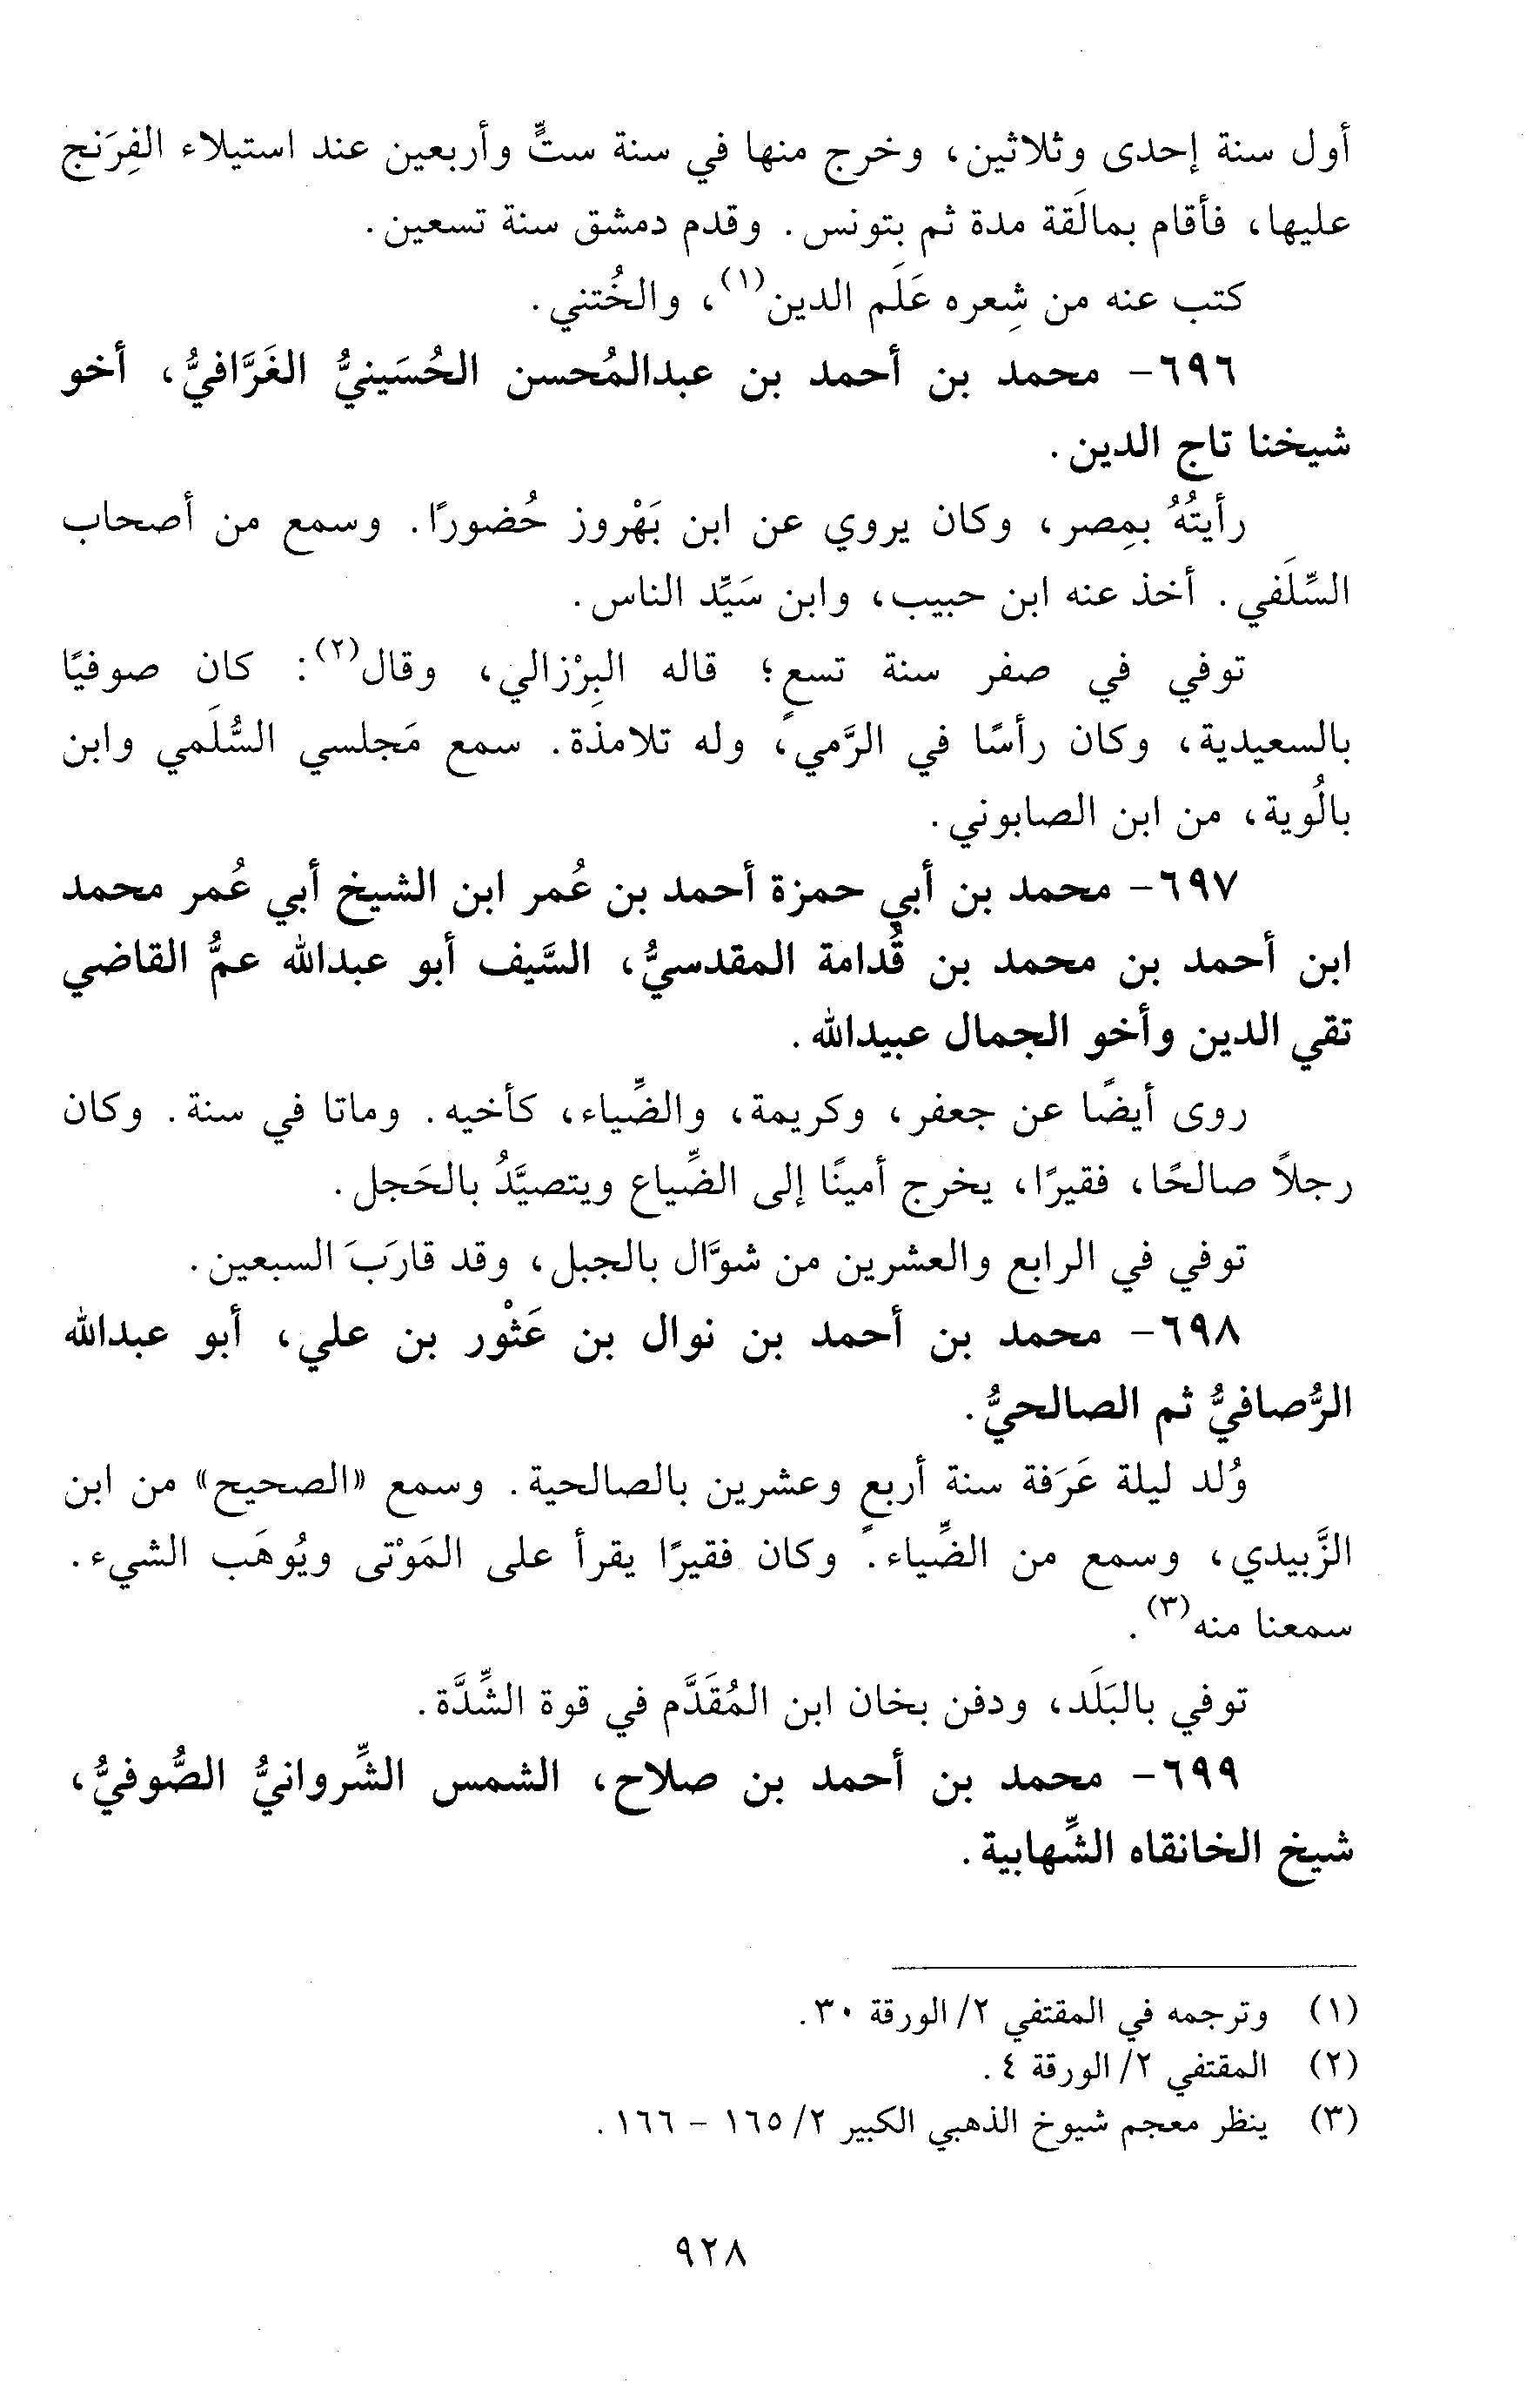 أول سنة إحدى وثلاثين، وخرج منها في سنة ستٍّ وأربعين عند استيلاء الفِرَنج
عليها، فأقام بمالَقة مدة ثم بتونس. وقدم دمشق سنة تسعين.
كتب عنه من شِعره عَلَم الدين(١)، والخُتني.
٦٩٦- محمد بن أحمد بن عبدالمُحسن الحُسَينيُّ الغَرَّافيُّ، أخو
شيخنا تاج الدين.
رأيتُهُ بمِصر، وكان يروي عن ابن بَهْروز حُضورًا. وسمع من أصحاب
السِّلَفي. أخذ عنه ابن حبيب، وابن سَيِّد الناس.
توفي في صفر سنة تسعٍ؛ قاله البِرْزالي، وقال(٢): كان صوفيًا
بالسعيدية، وكان رأسًا في الرَّمي، وله تلامذة. سمع مَجلسي السُّلَمي وابن
بالُوية، من ابن الصابوني.
٦٩٧- محمد بن أبي حمزة أحمد بن عُمر ابن الشيخ أبي عُمر محمد
ابن أحمد بن محمد بن قُدامة المقدسيُّ، السَّيف أبو عبدالله عمُّ القاضي
تقي الدين وأخو الجمال عبيدالله.
روى أيضًا عن جعفر، وكريمة، والضِّياء، كأخيه. وماتا في سنة. وكان
رجلاً صالحًا، فقيرًا، يخرج أمينًا إلى الضِّياع ويتصيَّدُ بالحَجل.
توفي في الرابع والعشرين من شوَّال بالجبل، وقد قارَبَ السبعين.
٦٩٨- محمد بن أحمد بن نوال بن عَثْور بن علي، أبو عبدالله
الرُّصافيُّ ثم الصالحيُّ.
وُلد ليلة عَرَفة سنة أربعٍ وعشرين بالصالحية. وسمع «الصحيح» من ابن
الزَّبيدي، وسمع من الضِّياء. وكان فقيرًا يقرأ على المَوْتى ويُوهَب الشيء.
سمعنا منه(٣).
توفي بالبَلَد، ودفن بخان ابن المُقَدَّم في قوة الشِّدَّة.
٦٩٩- محمد بن أحمد بن صلاح، الشمس الشِّروانيُّ الصُّوفيُّ،
شيخ الخانقاه الشِّهابية.
(١) وترجمه في المقتفي ٢/ الورقة ٣٠.
(٢) المقتفي ٢/ الورقة ٤.
(٣) ينظر معجم شيوخ الذهبي الكبير ٢/ ١٦٥ - ١٦٦.
٩٢٨